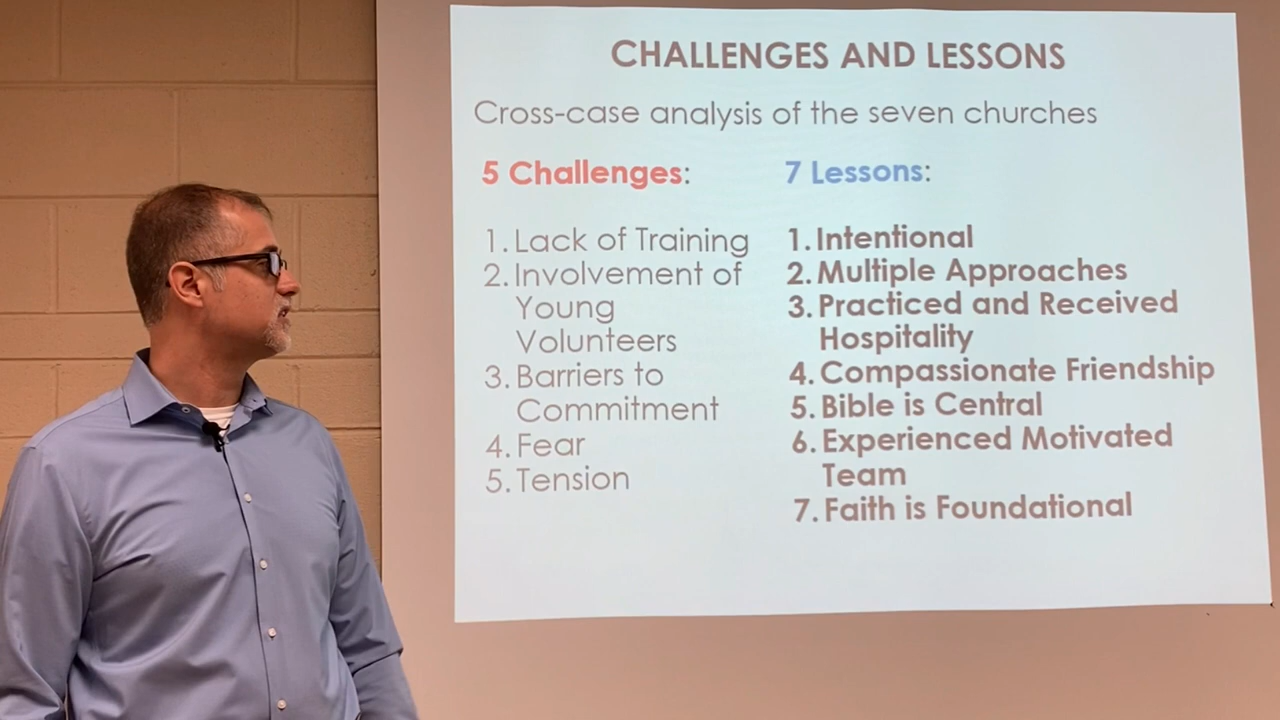 CHALLENGES AND LESSONS
Cross-case analysis of the seven churches
5 Challenges:
1. Lack of Training
2. Involvement of
Young
Volunteers
3. Barriers to
Commitment
4. Fear
5. Tension
7 Lessons:
1. Intentional
2. Multiple Approaches
3. Practiced and Received
Hospitality
4. Compassionate Friendship
5. Bible is Central
6. Experienced Motivated
Team
7. Faith is Foundational